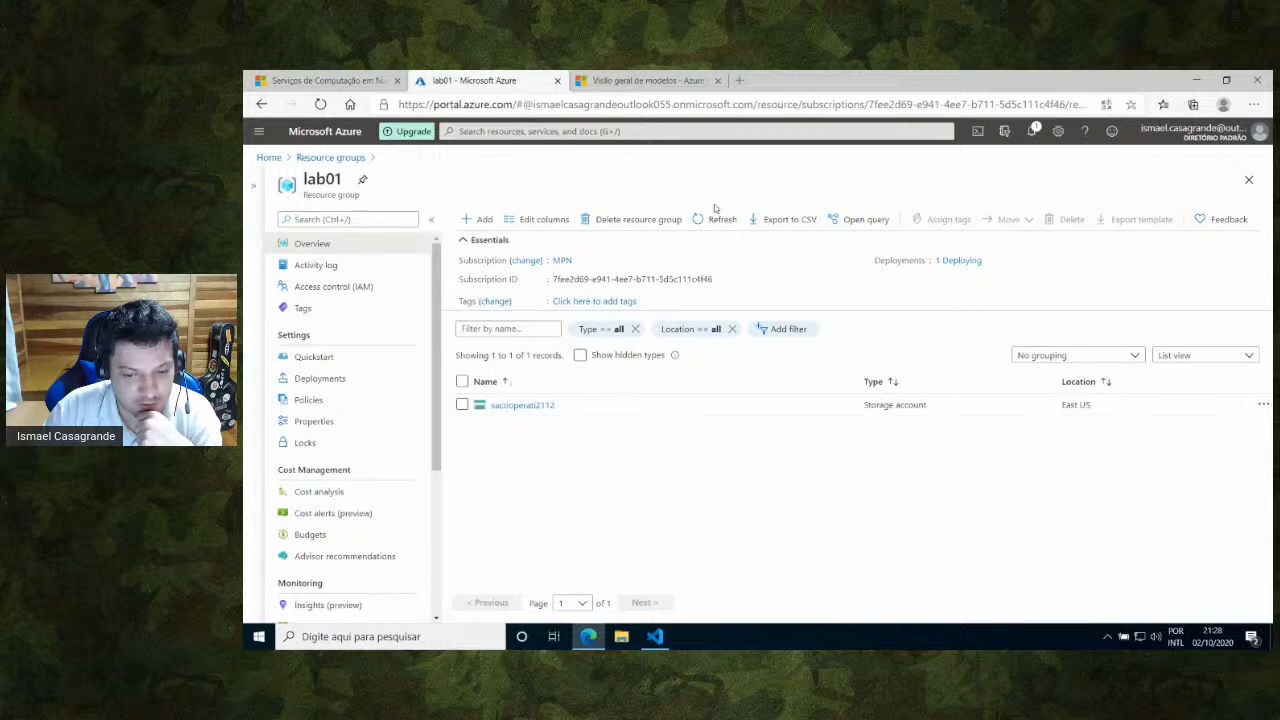 Serviços de Computação em Nu
lab01 - Microsoft Azure
Visão geral de modelos - Azure
https://portal.azure.com/#@ismaelcasagrandeoutlook055.onmicrosoft.com/resource/subscriptions/7fee2d69-e941-4ee7-b711-5d5c111c4f46/re...
Microsoft Azure
Upgrade
Search resources, services, and docs (G+/)
1
ismael.casagrande@out...
DIRETÓRIO PADRÃO
Home > Resource groups >
lab01
Resource group
Search (Ctrl+/)
Add
Edit columns
Delete resource group
Refresh
Export to CSV
Open query
Assign tags
Move
Delete
Export template
Feedback
Overview
Activity log
Access control (IAM)
Tags
Settings
Quickstart
Deployments
Policies
Properties
Locks
Cost Management
Cost analysis
Cost alerts (preview)
Budgets
Advisor recommendations
Monitoring
Insights (preview)
Essentials
Subscription (change) : MPN
Deployments : 1 Deploying
Subscription ID : 7fee2d69-e941-4ee7-b711-5d5c111c4f46
Tags (change) : Click here to add tags
Filter by name...
Type == all
Location == all
Add filter
Showing 1 to 1 of 1 records.
Show hidden types
No grouping
List view
Name
Type
Location
sacooperati2112
Storage account
East US
< Previous
Page 1 of 1
Next >
Ismael Casagrande
Digite aqui para pesquisar
POR
INTL
21:28
02/10/2020
2